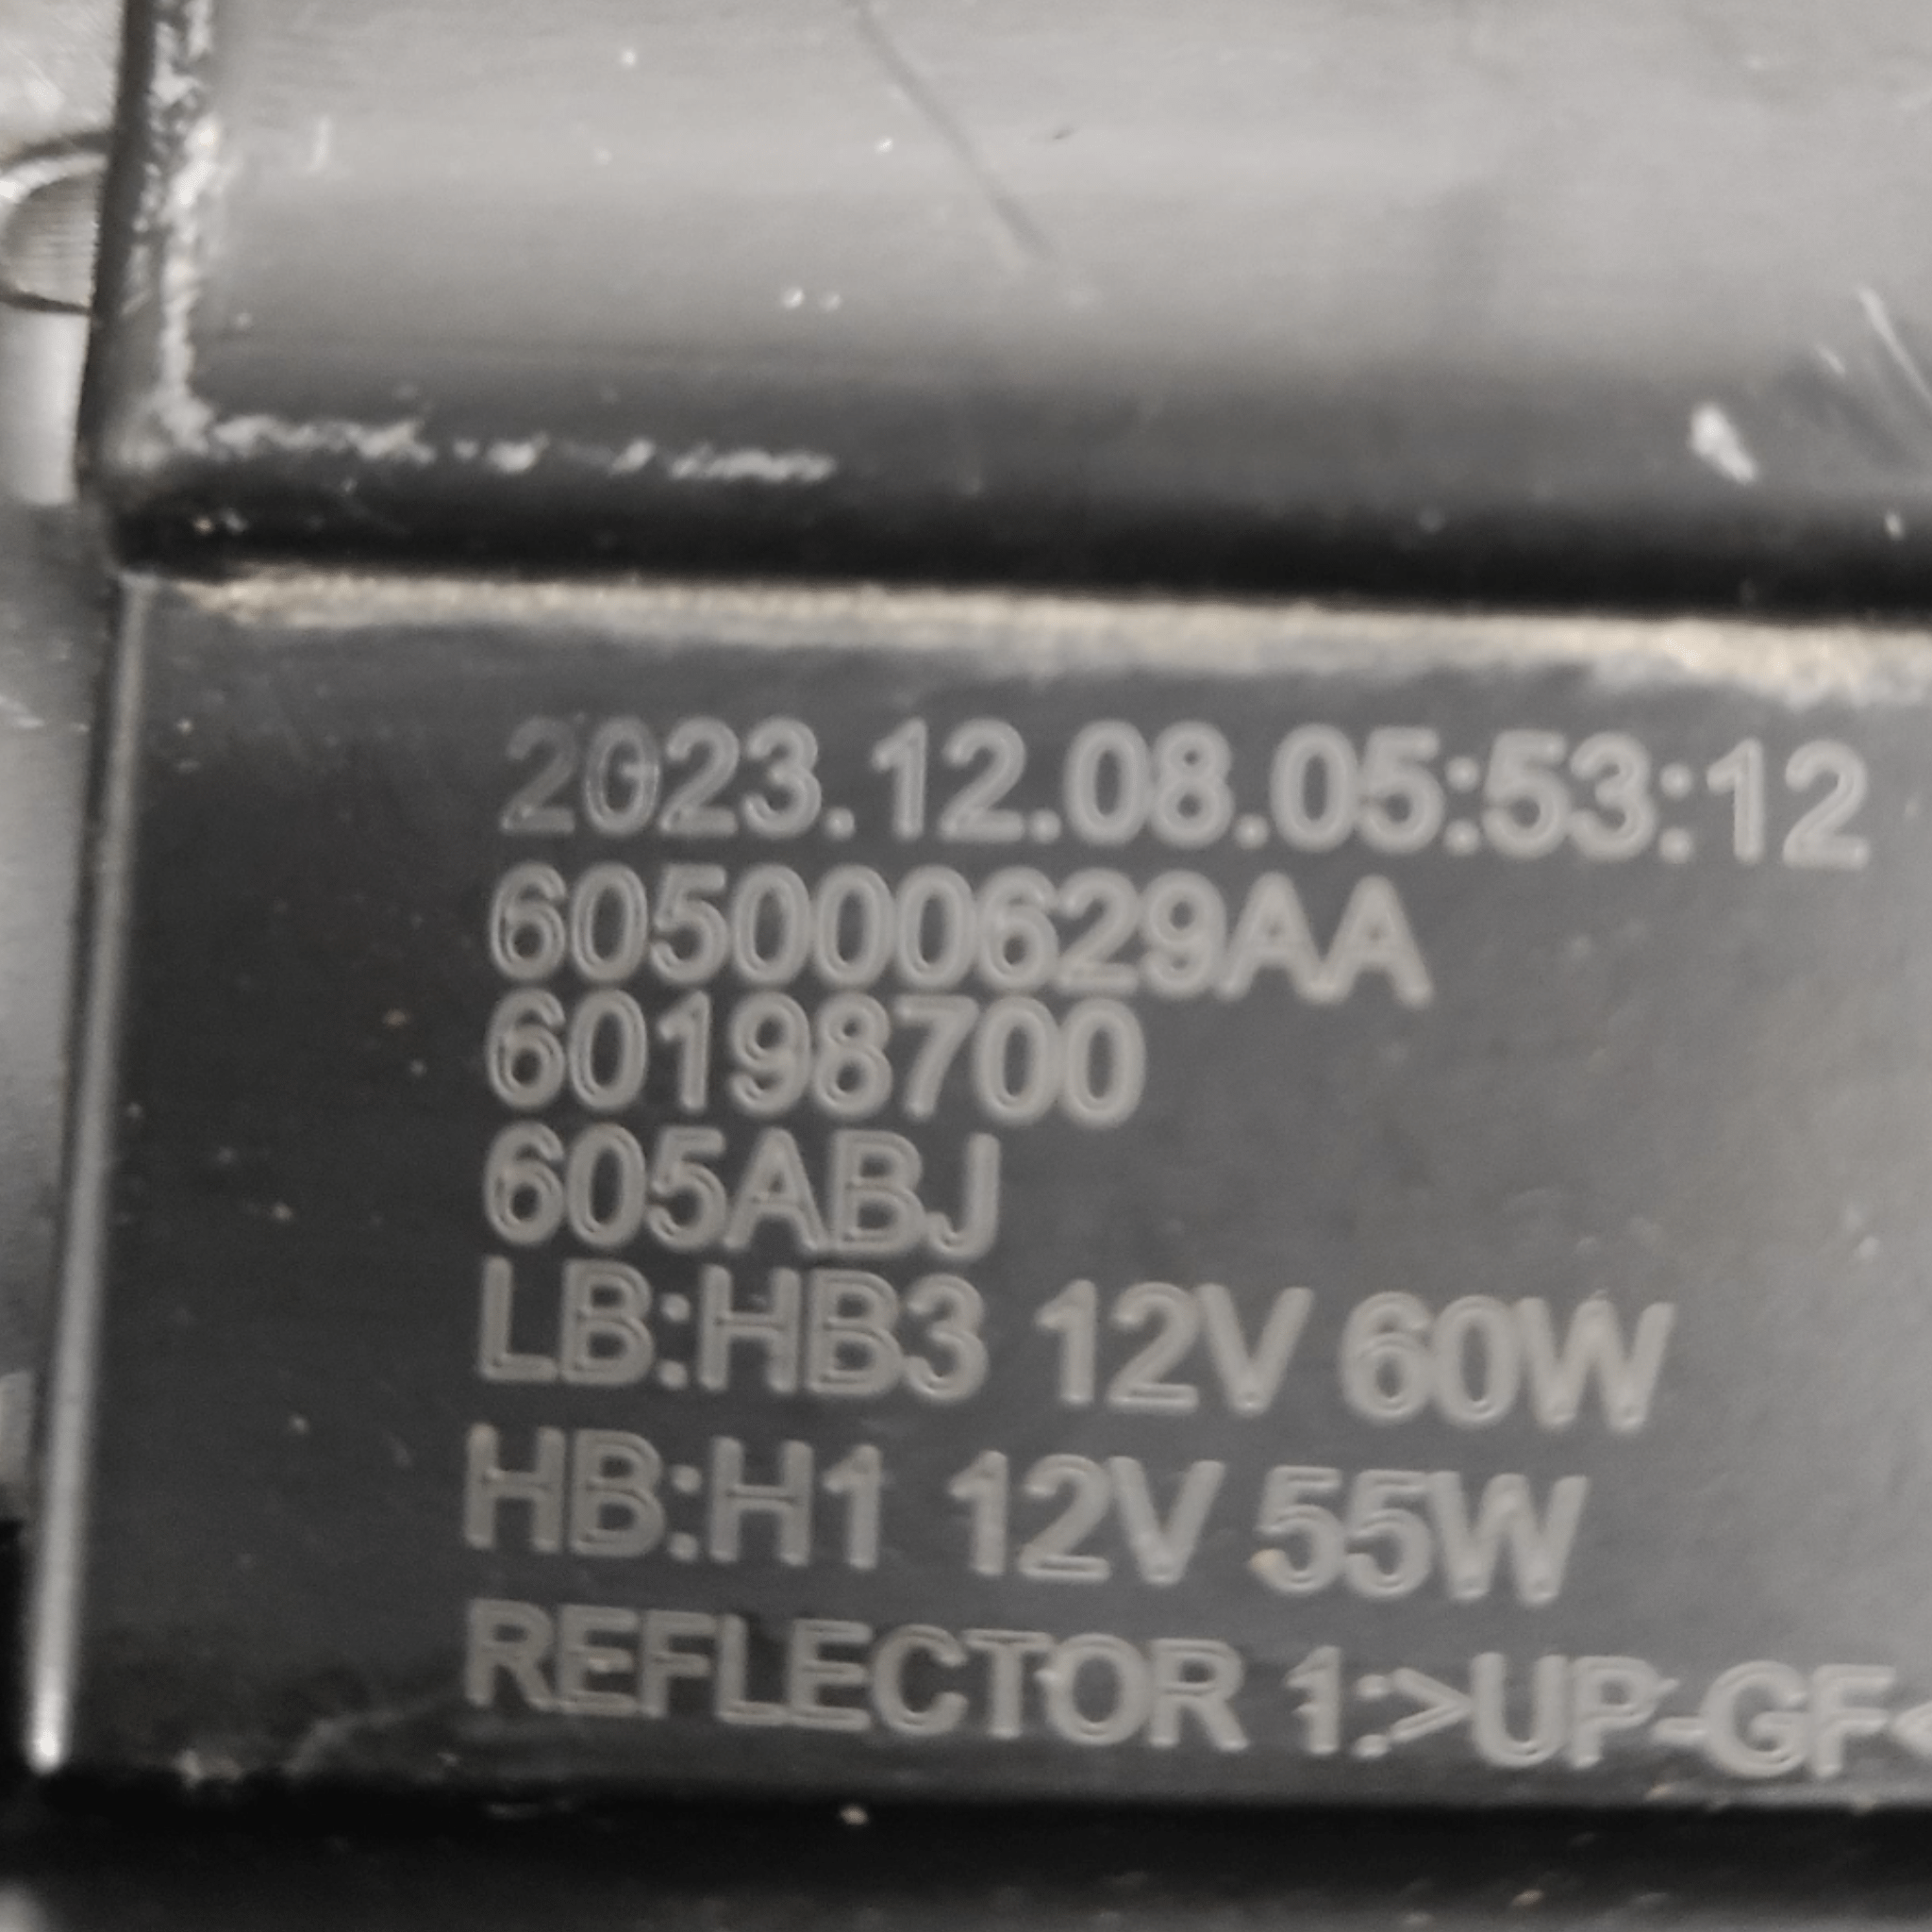 2023.12.08.05:53:12
605000629AA
60198700
605ABJ
LB:HB3 12V 60W
HB:H1 12V 55W
REFLECTOR 1:>UP-GF<